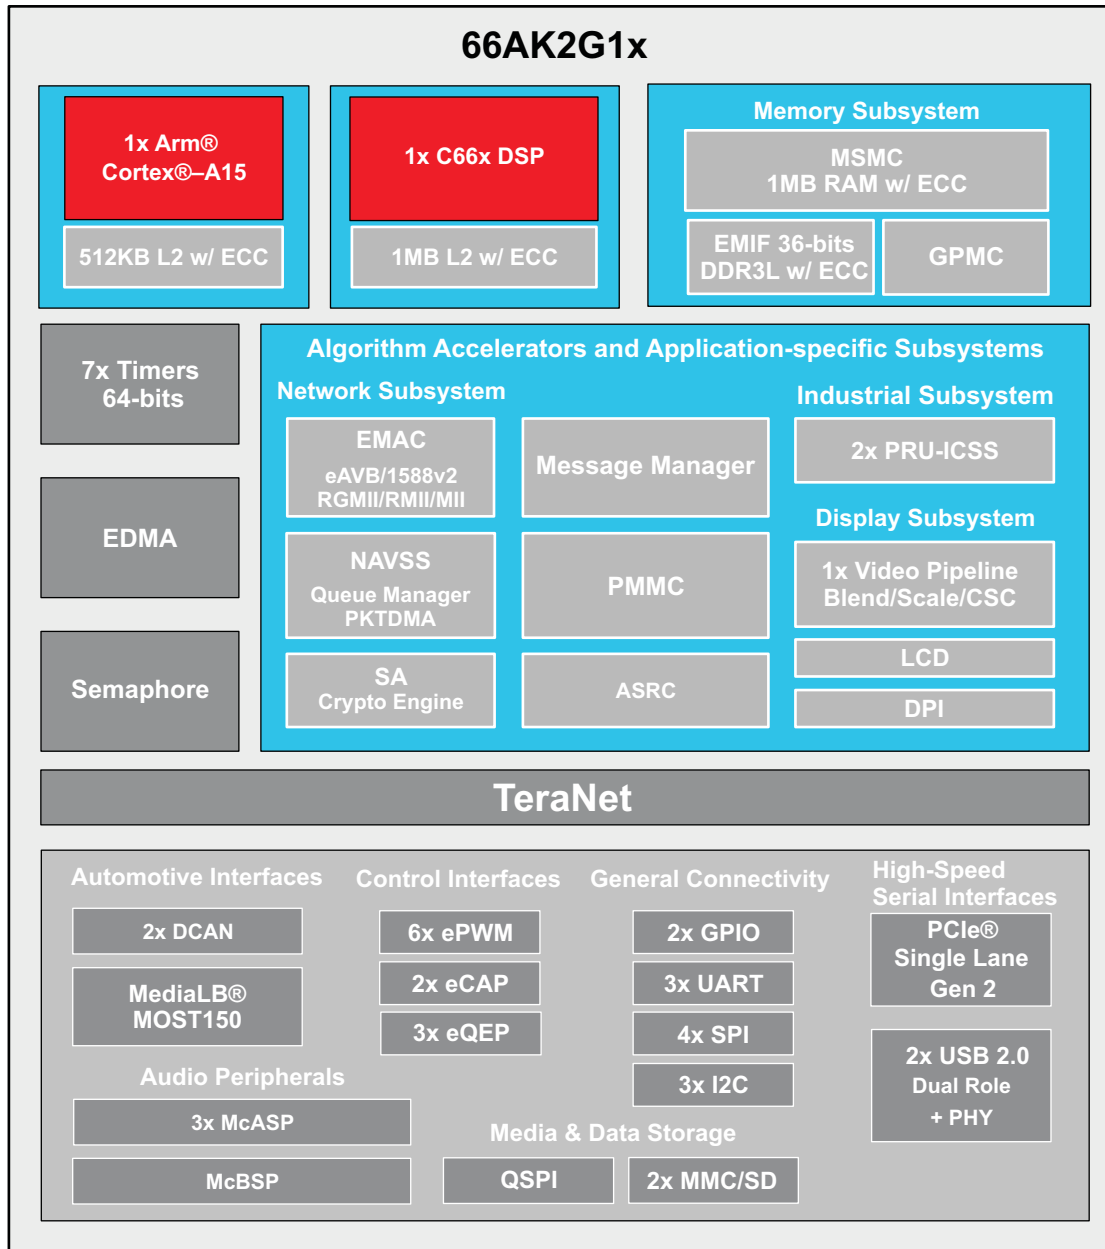 66AK2G1x
1x Arm®
Cortex®–A15
512KB L2 w/ ECC
1x C66x DSP
1MB L2 w/ ECC
Memory Subsystem
MSMC
1MB RAM w/ ECC
EMIF 36-bits
DDR3L w/ ECC
GPMC
7x Timers
64-bits
EDMA
Semaphore
Algorithm Accelerators and Application-specific Subsystems
Network Subsystem
EMAC
eAVB/1588v2
RGMII/RMII/MII
NAVSS
Queue Manager
PKTDMA
SA
Crypto Engine
Message Manager
PMMC
ASRC
Industrial Subsystem
2x PRU-ICSS
Display Subsystem
1x Video Pipeline
Blend/Scale/CSC
LCD
DPI
TeraNet
Automotive Interfaces
2x DCAN
MediaLB®
MOST150
Audio Peripherals
3x McASP
McBSP
Control Interfaces
6x ePWM
2x eCAP
3x eQEP
General Connectivity
2x GPIO
3x UART
4x SPI
3x I2C
Media & Data Storage
QSPI
2x MMC/SD
High-Speed
Serial Interfaces
PCIe®
Single Lane
Gen 2
2x USB 2.0
Dual Role
+ PHY